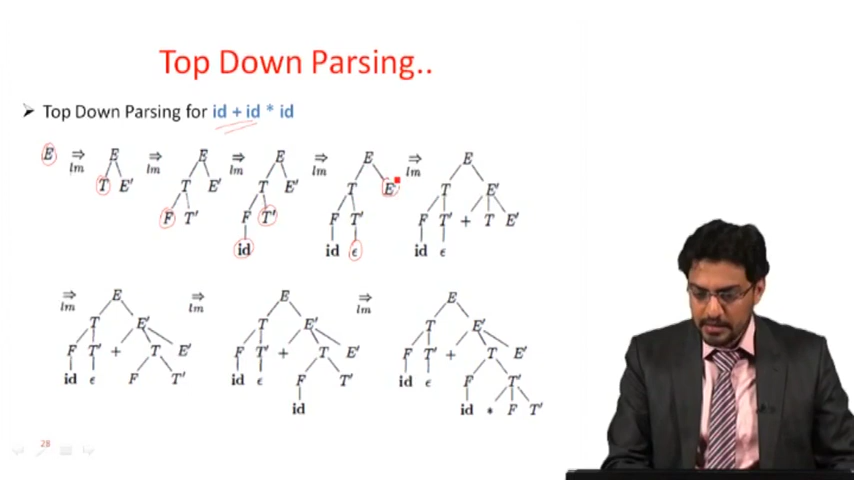 Top Down Parsing..
➢ Top Down Parsing for id + id * id
E ⇒ E ⇒ E ⇒ E ⇒ E ⇒ E
lm lm lm lm lm
T E' T E' T E' T E' T E'
F T' F T' F T' F T' + T E'
id id ϵ id ϵ
⇒ E ⇒ E ⇒ E
lm lm lm
T E' T E' T E'
F T' + T E' F T' + T E' F T' + T E'
id ϵ F T' id ϵ F T' id ϵ F T'
id id * F T'
28